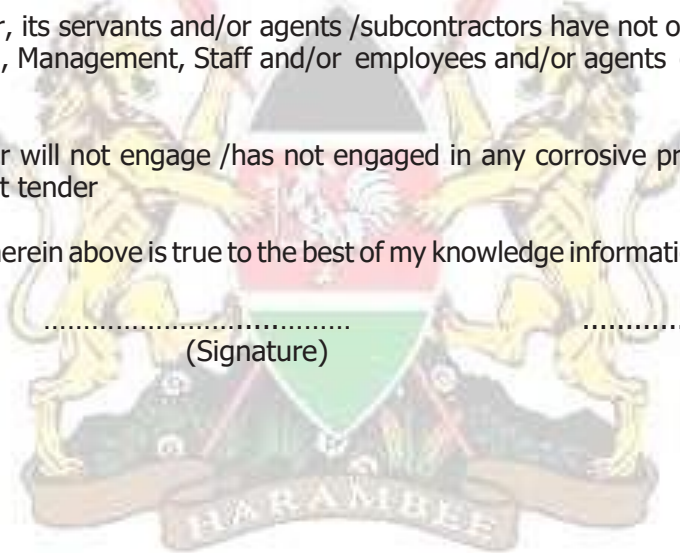 r, its servants and/or agents /subcontractors have not o
, Management, Staff and/or employees and/or agents
r will not engage /has not engaged in any corrosive pr
t tender
herein above is true to the best of my knowledge informati
................................... ............
(Signature)
HARAMBEE